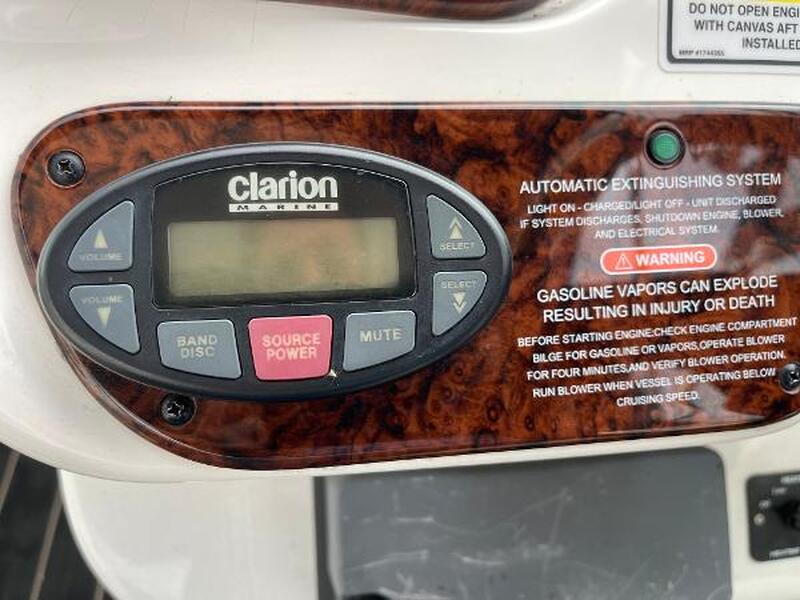 DO NOT OPEN ENGI
WITH CANVAS AFT
INSTALLED
MRP #1744355
clarion
MARINE
VOLUME
VOLUME
SELECT
SELECT
BAND
DISC
SOURCE
POWER
MUTE
AUTOMATIC EXTINGUISHING SYSTEM
LIGHT ON - CHARGED/LIGHT OFF - UNIT DISCHARGED
IF SYSTEM DISCHARGES, SHUTDOWN ENGINE, BLOWER,
AND ELECTRICAL SYSTEM.
WARNING
GASOLINE VAPORS CAN EXPLODE
RESULTING IN INJURY OR DEATH
BEFORE STARTING ENGINE:CHECK ENGINE COMPARTMENT
BILGE FOR GASOLINE OR VAPORS,OPERATE BLOWER
FOR FOUR MINUTES,AND VERIFY BLOWER OPERATION.
RUN BLOWER WHEN VESSEL IS OPERATING BELOW
CRUISING SPEED.